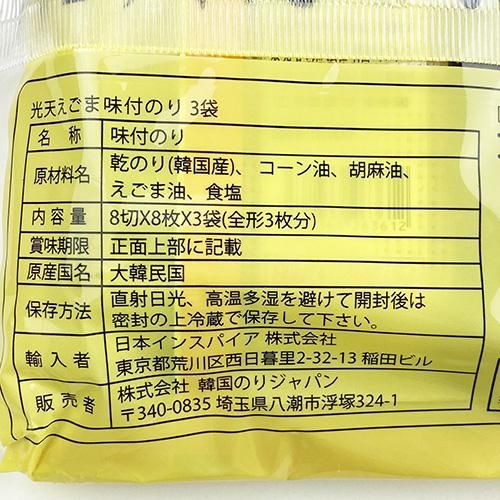 光天えごま味付のり 3袋
名 称 味付のり
原材料名 乾のり(韓国産)、コーン油、胡麻油、
えごま油、食塩
内容量 8切X8枚X3袋(全形3枚分)
賞味期限 正面上部に記載
原産国名 大韓民国
保存方法 直射日光、高温多湿を避けて開封後は
密封の上冷蔵で保存して下さい。
輸入者 日本インスパイア 株式会社
東京都荒川区西日暮里2-32-13 稲田ビル
販売者 株式会社 韓国のりジャパン
〒340-0835 埼玉県八潮市浮塚324-1